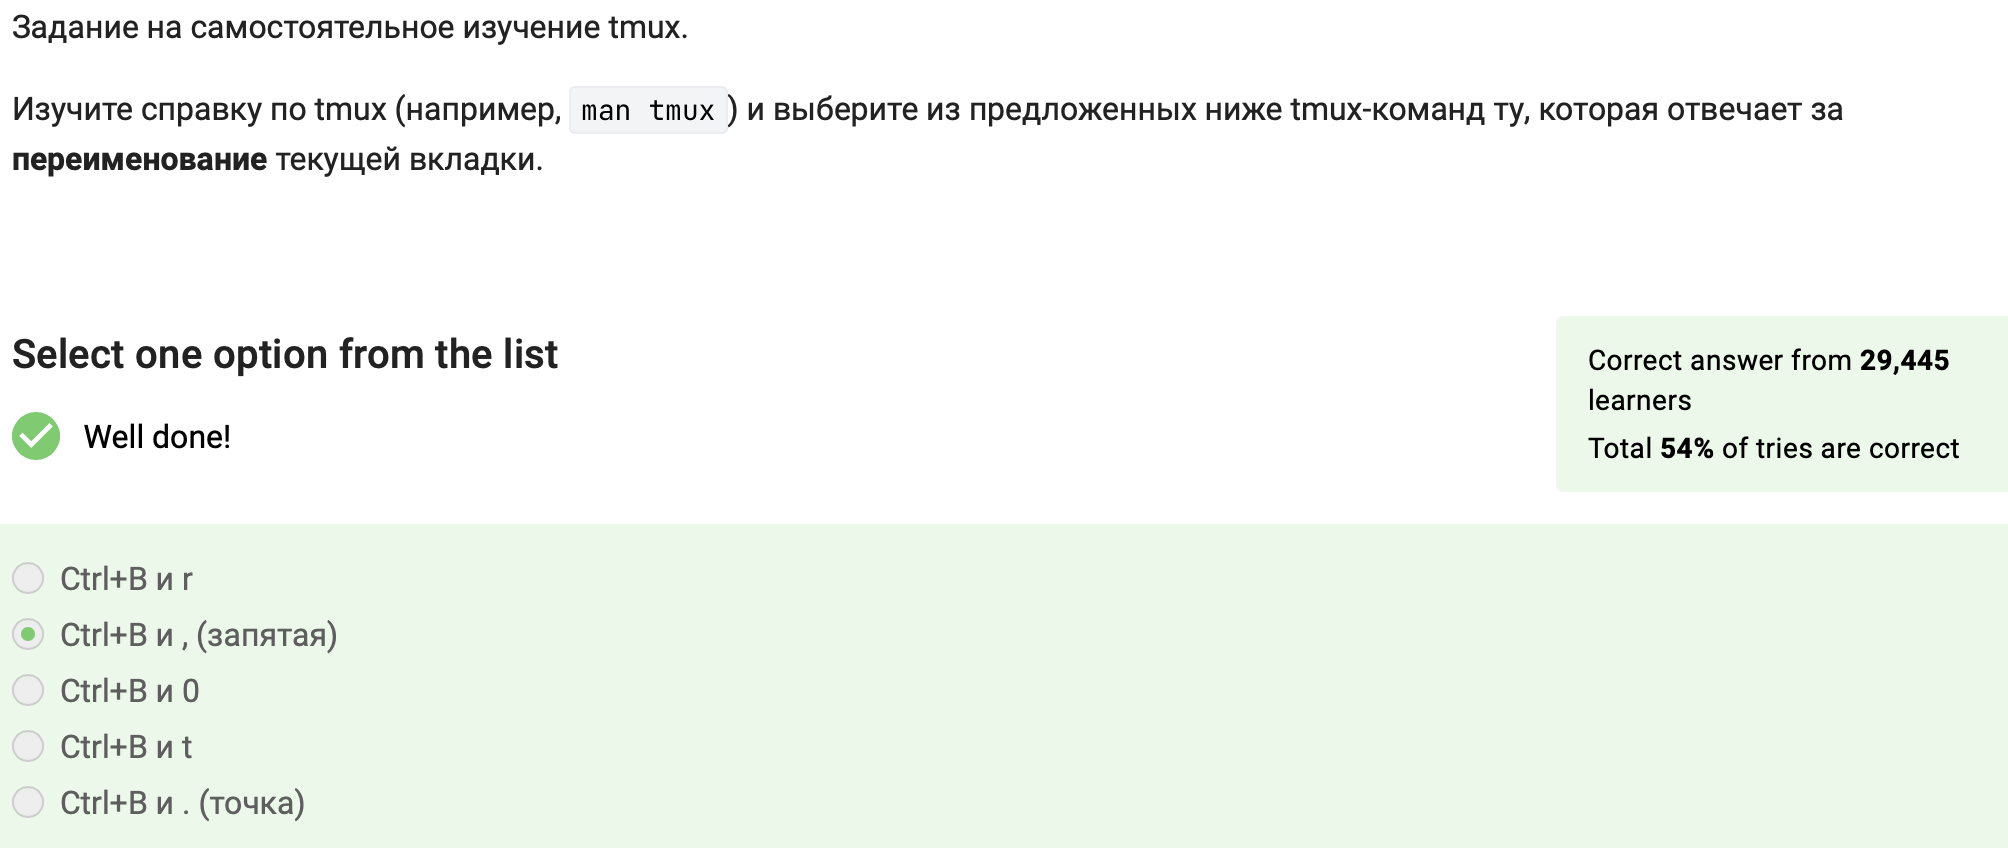 Задание на самостоятельное изучение tmux.
Изучите справку по tmux (например, man tmux) и выберите из предложенных ниже tmux-команд ту, которая отвечает за
переименование текущей вкладки.
Select one option from the list
Well done!
Correct answer from 29,445
learners
Total 54% of tries are correct
Ctrl+B и r
Ctrl+B и , (запятая)
Ctrl+B и 0
Ctrl+B и t
Ctrl+B и . (точка)